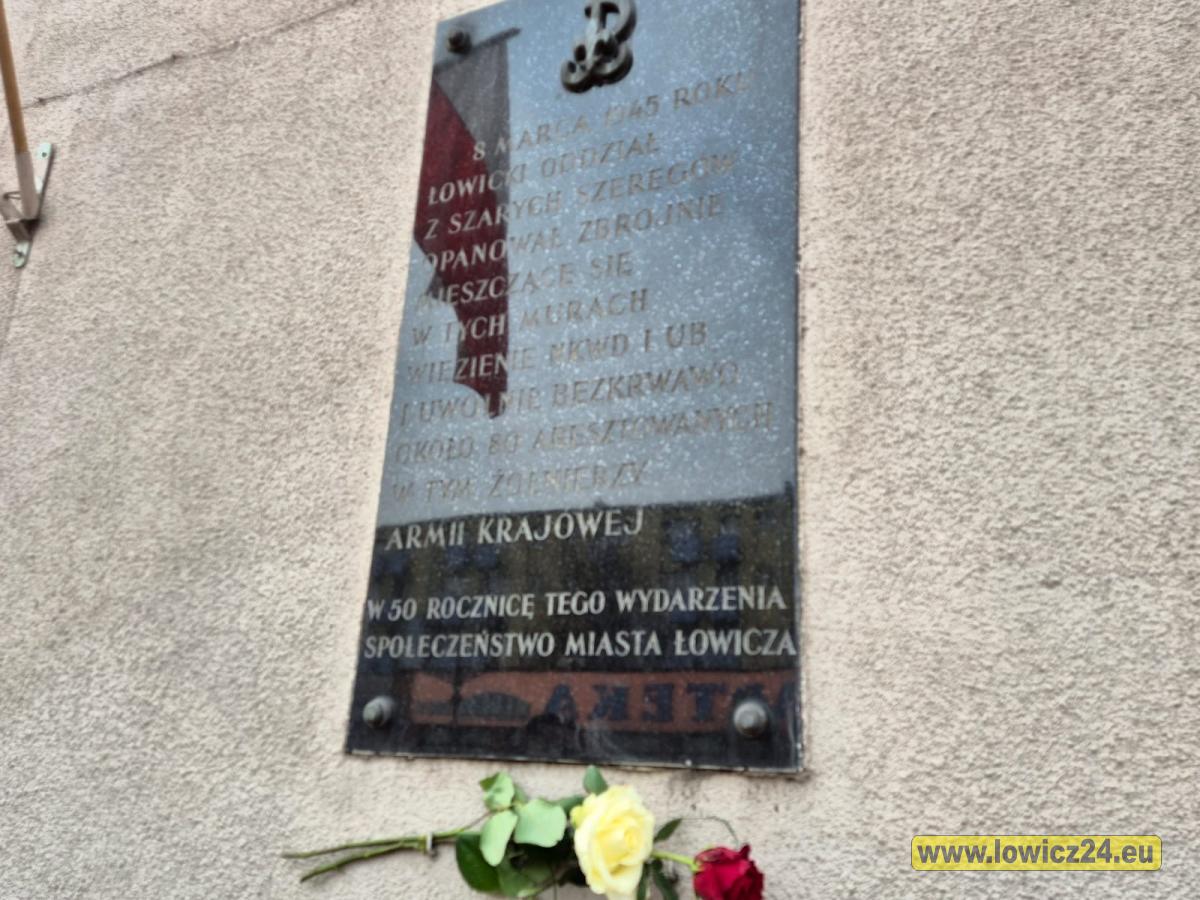 8 MARCA 1945 ROKU
ŁOWICKI ODDZIAŁ
Z SZARYCH SZEREGÓW
OPANOWAŁ ZBROJNIE
MIESZCZĄCE SIĘ
W TYCH MURACH
WIĘZIENIE NKWD I UB
I UWOLNIŁ BEZKRWAWO
OKOŁO 80 ARESZTOWANYCH
W TYM ŻOŁNIERZY
ARMII KRAJOWEJ
W 50 ROCZNICĘ TEGO WYDARZENIA
SPOŁECZEŃSTWO MIASTA ŁOWICZA
APTEKA
www.lowicz24.eu